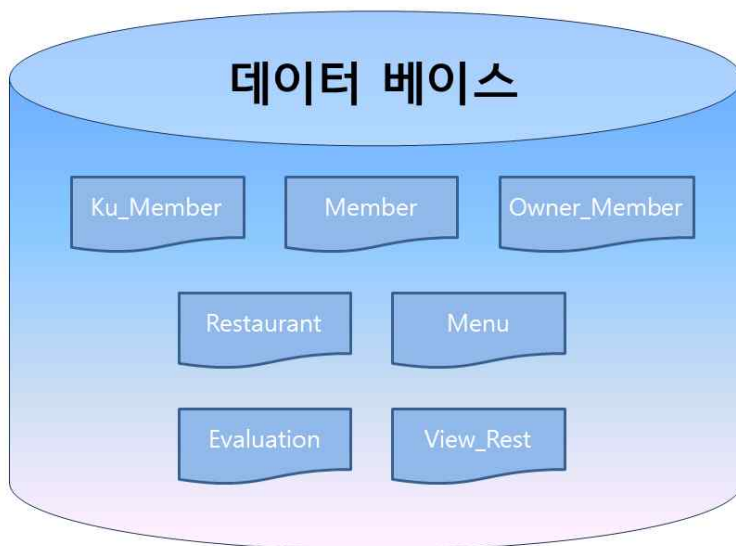 데이터 베이스
Ku_Member Member Owner_Member
Restaurant Menu
Evaluation View_Rest